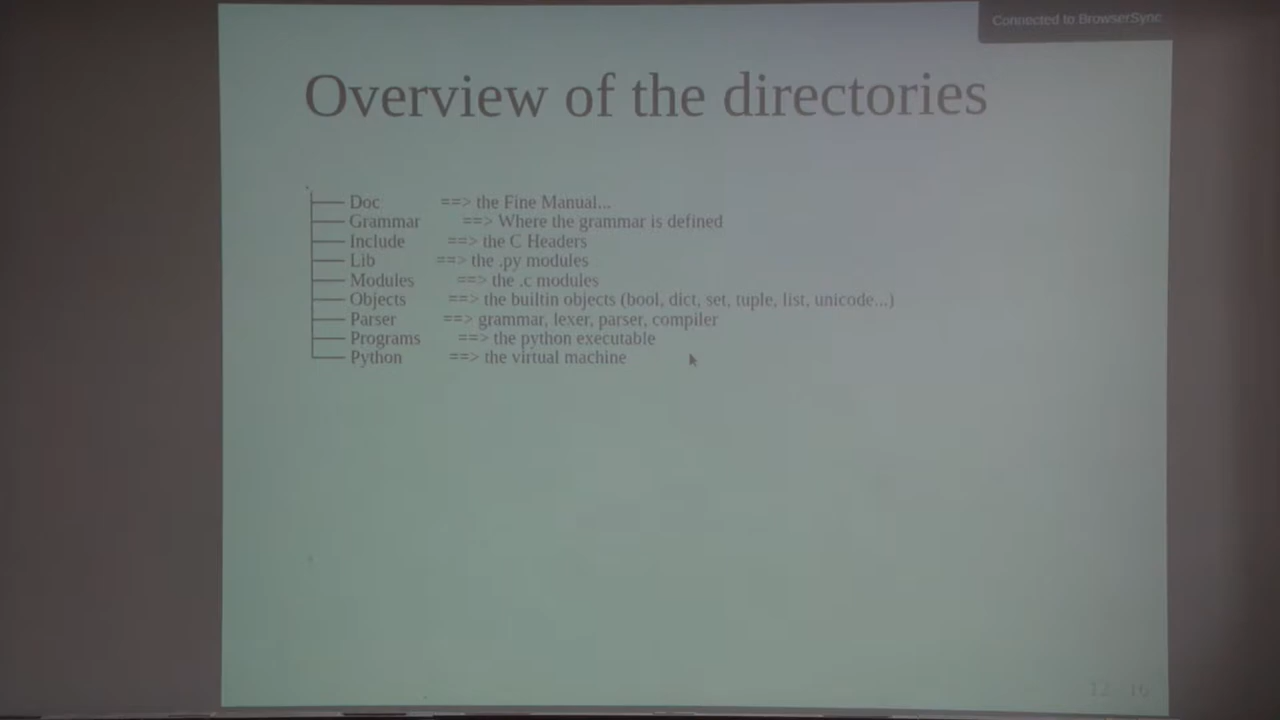 Connected to BrowserSync
Overview of the directories
.
Doc ==> the Fine Manual...
Grammar ==> Where the grammar is defined
Include ==> the C Headers
Lib ==> the .py modules
Modules ==> the .c modules
Objects ==> the builtin objects (bool, dict, set, tuple, list, unicode...)
Parser ==> grammar, lexer, parser, compiler
Programs ==> the python executable
Python ==> the virtual machine
12 / 16